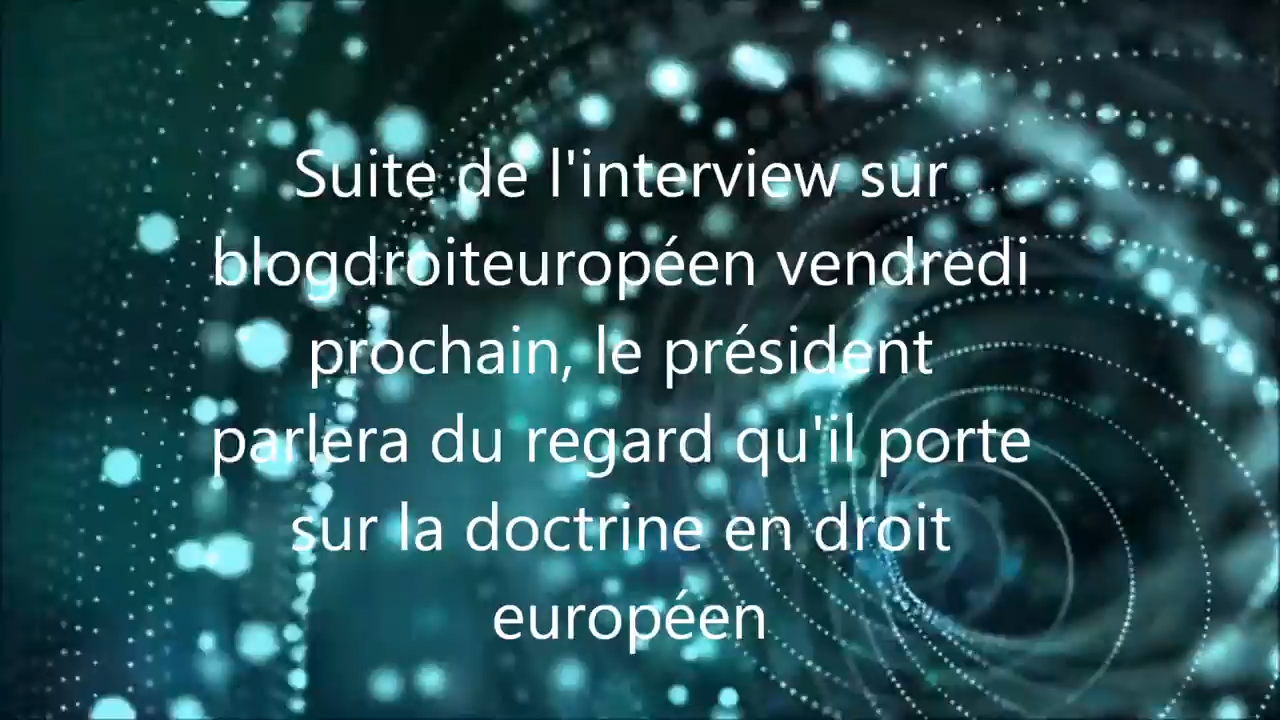 Suite de l'interview sur
blogdroiteuropéen vendredi
prochain, le président
parlera du regard qu'il porte
sur la doctrine en droit
européen